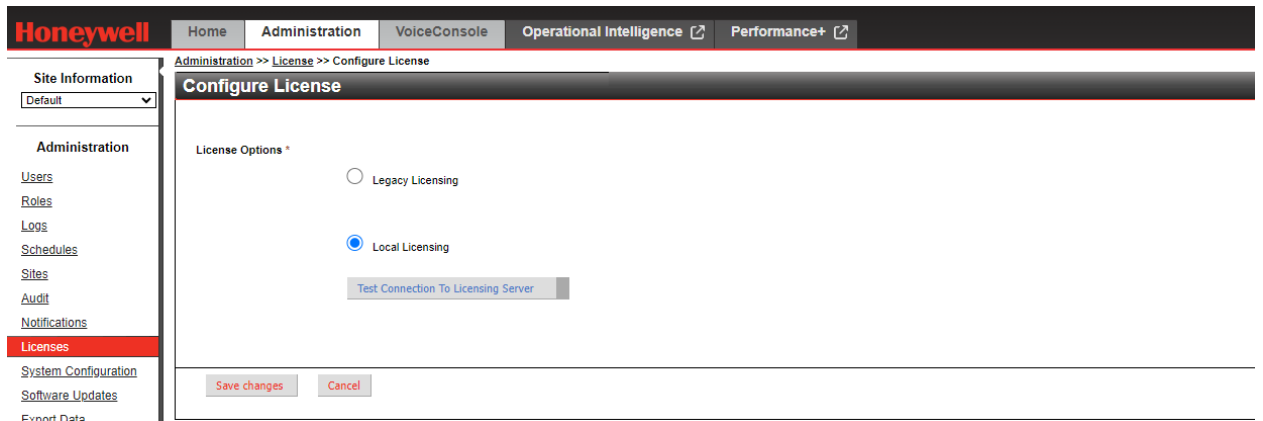 Honeywell
Home Administration VoiceConsole Operational Intelligence Performance+
Administration >> License >> Configure License
Site Information
Default
Configure License
Administration
Users
Roles
Logs
Schedules
Sites
Audit
Notifications
Licenses
System Configuration
Software Updates
Export Data
License Options *
Legacy Licensing
Local Licensing
Test Connection To Licensing Server
Save changes Cancel